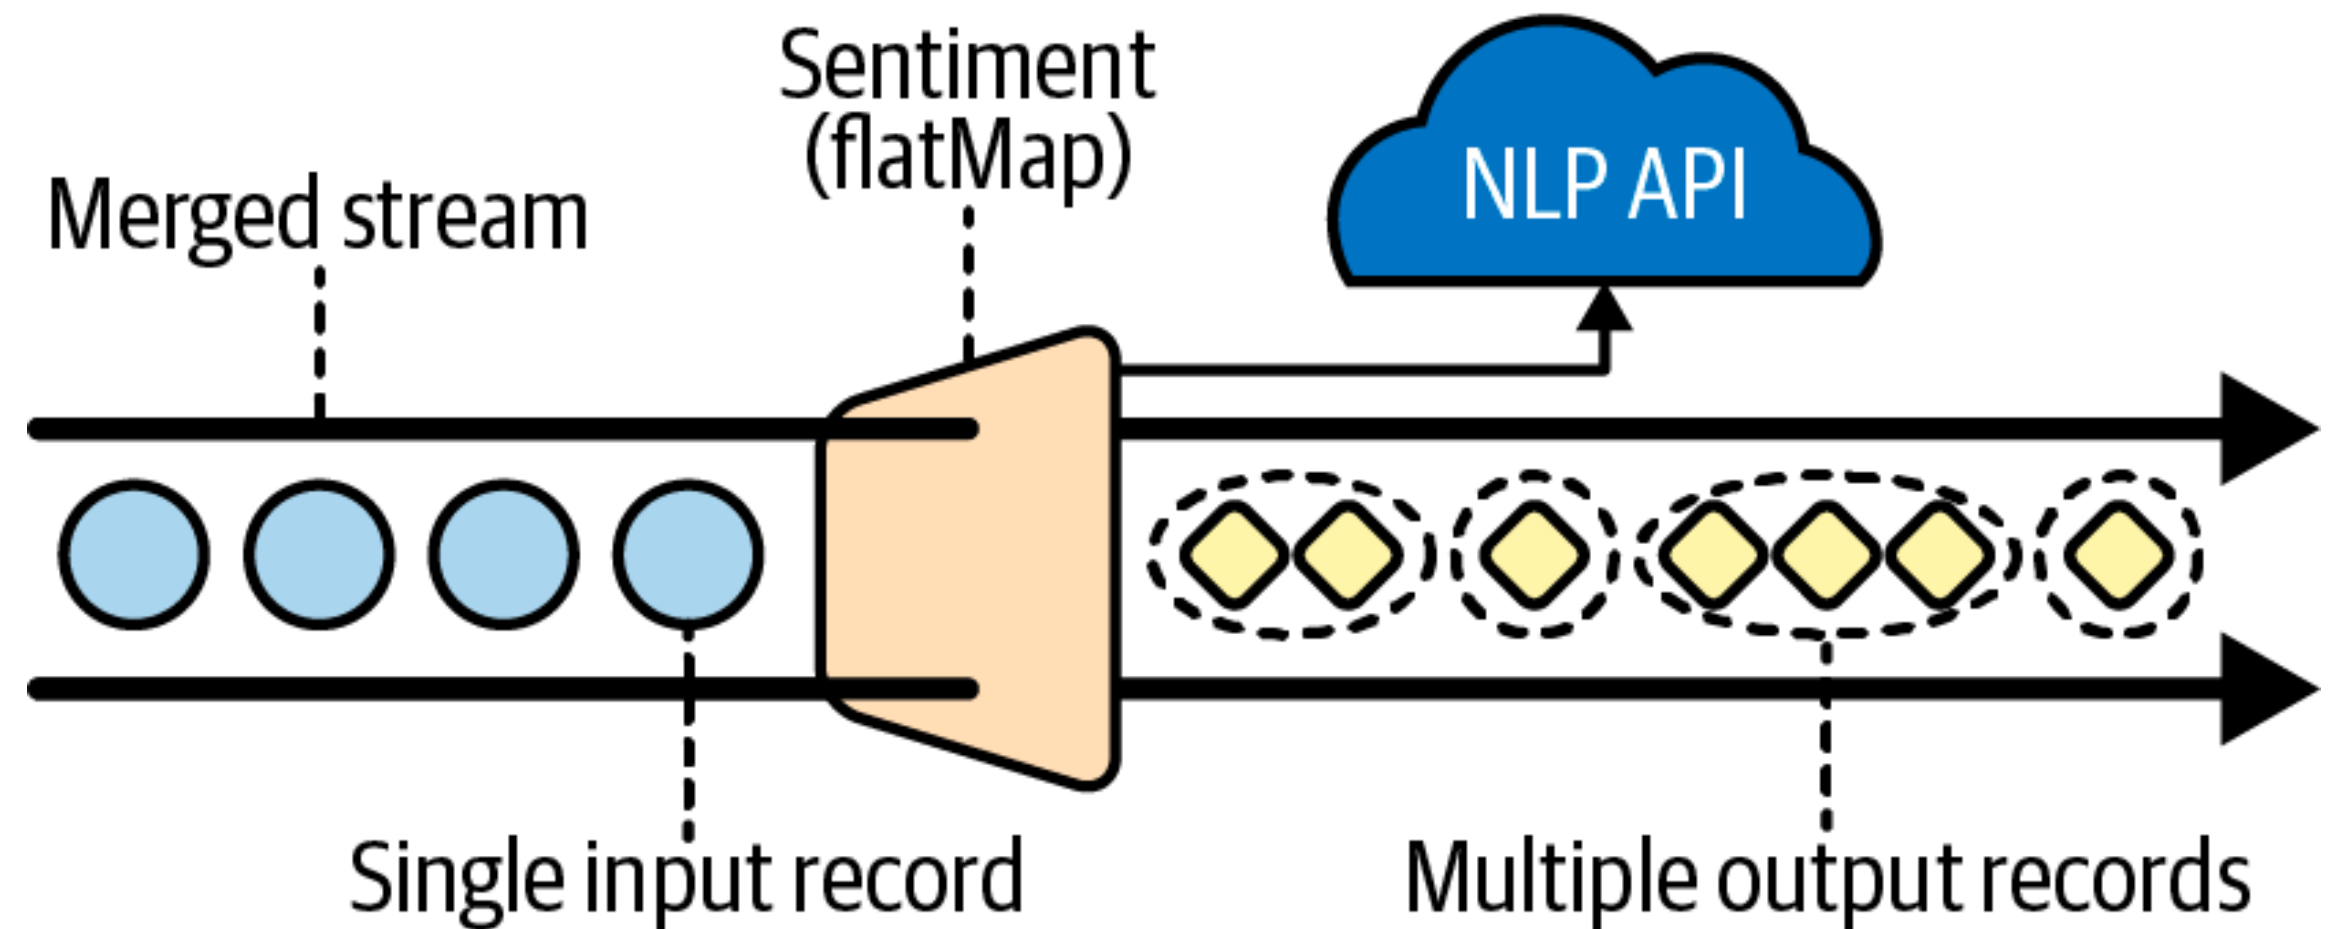 Sentiment
(flatMap)
NLP API
Merged stream
Single input record
Multiple output records